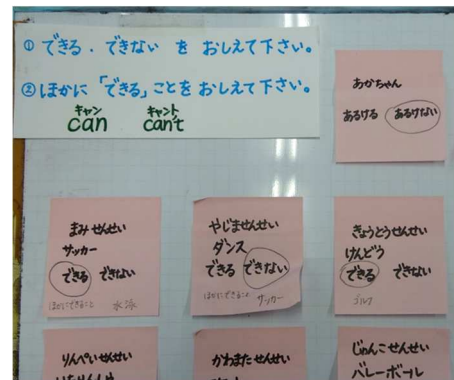 ① できる・できない を おしえて下さい。
② ほかに「できる」ことを おしえて下さい。
キャン キャント
can can't
あかちゃん
あるける あるけない
まみせんせい
サッカー
できる できない
ほかにできること 水泳
やじませんせい
ダンス
できる できない
ほかにできること サッカー
きょうとうせんせい
けんどう
できる できない
ゴルフ
りんぺいせんせい
いちりんしゃ
かわまたせんせい
じゅんこせんせい
バレーボール